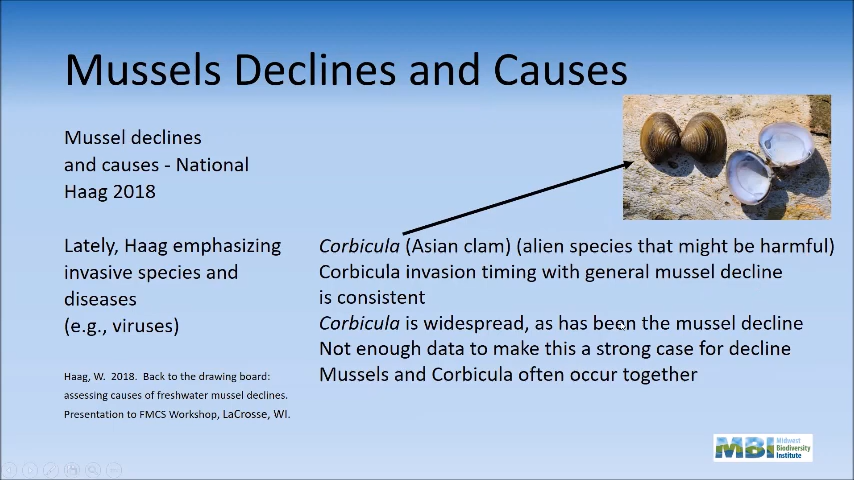 Mussels Declines and Causes
Mussel declines
and causes - National
Haag 2018
Lately, Haag emphasizing
invasive species and
diseases
(e.g., viruses)
Haag, W. 2018. Back to the drawing board:
assessing causes of freshwater mussel declines.
Presentation to FMCS Workshop, LaCrosse, WI.
Corbicula (Asian clam) (alien species that might be harmful)
Corbicula invasion timing with general mussel decline
is consistent
Corbicula is widespread, as has been the mussel decline
Not enough data to make this a strong case for decline
Mussels and Corbicula often occur together
MBI
Midwest
Biodiversity
Institute